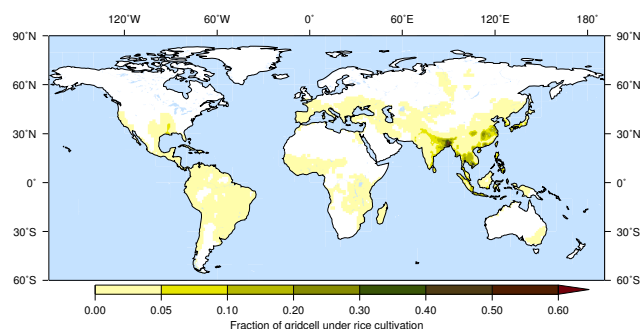 120°W 60°W 0° 60°E 120°E 180°
90°N 90°N
60°N 60°N
30°N 30°N
0° 0°
30°S 30°S
60°S 60°S
0.00 0.05 0.10 0.20 0.30 0.40 0.50 0.60
Fraction of gridcell under rice cultivation